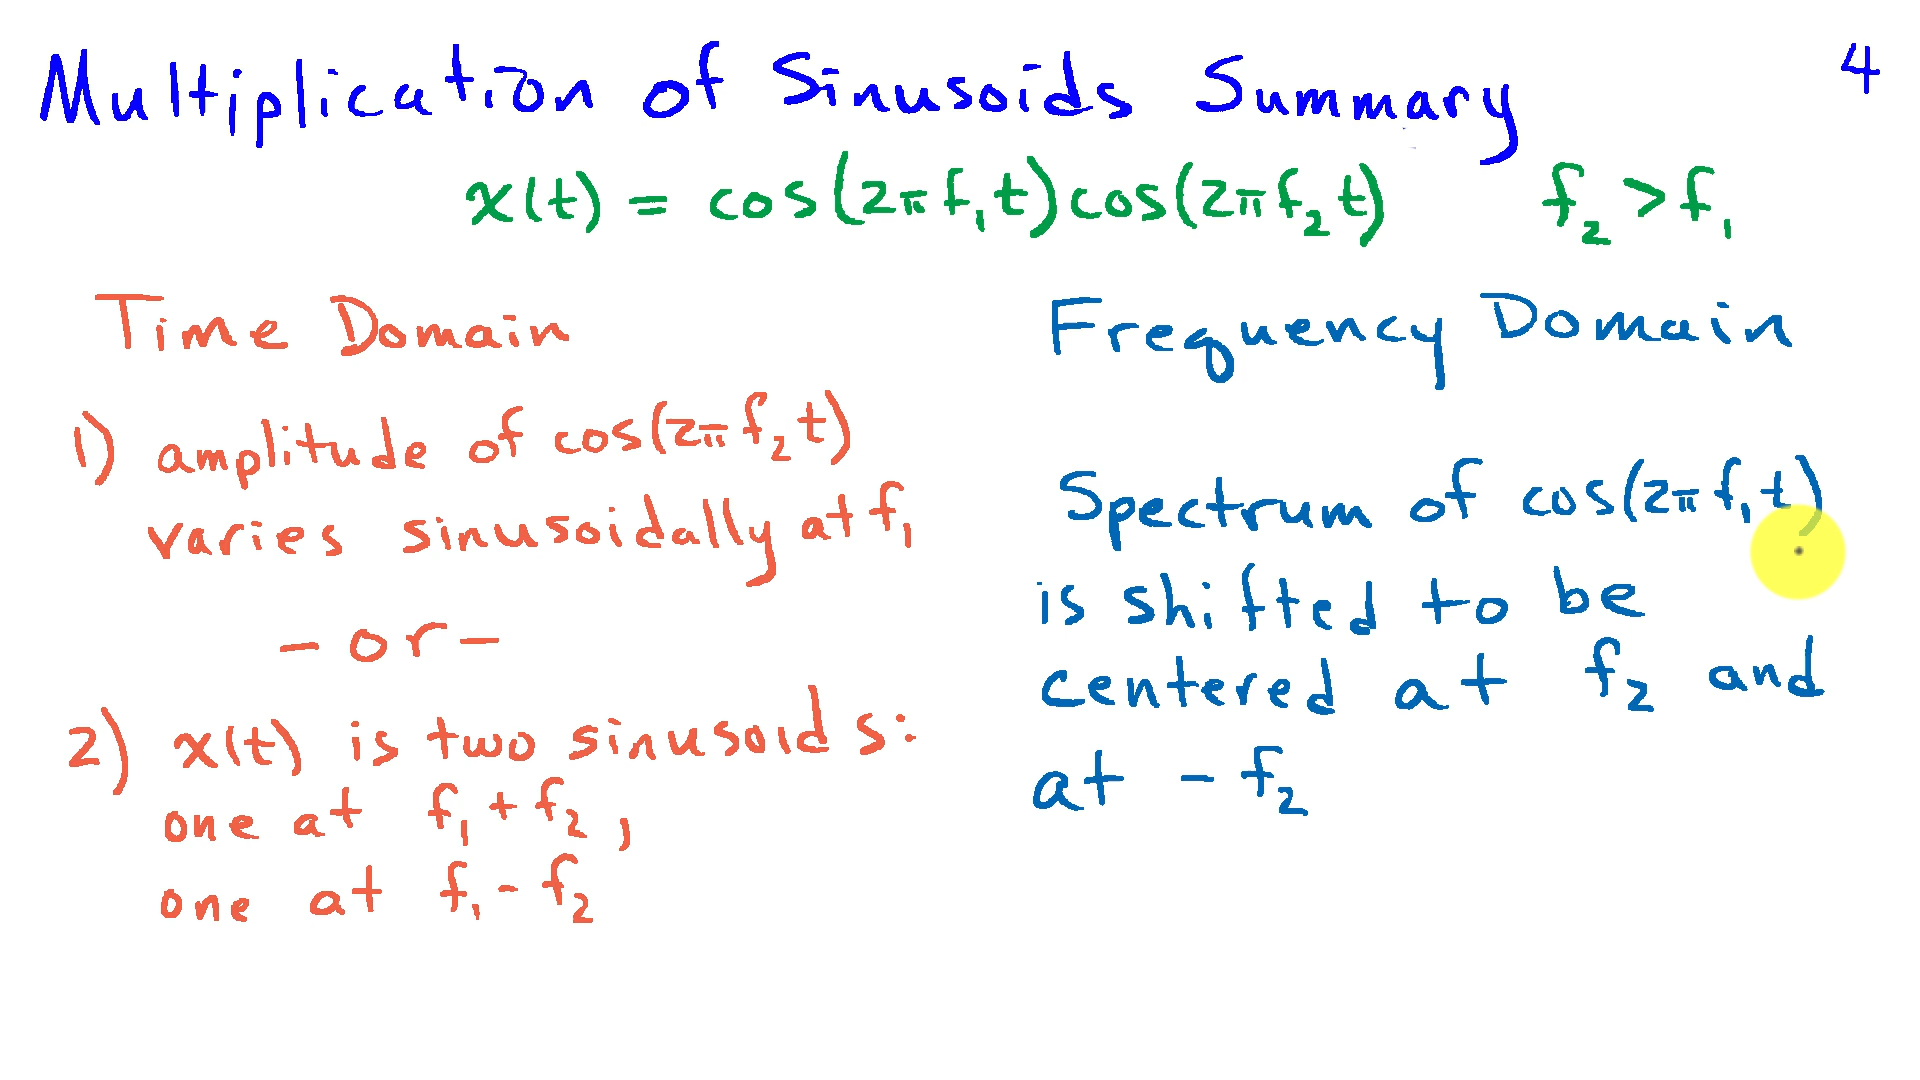 Multiplication of Sinusoids Summary 4
x(t) = cos(2πf₁t)cos(2πf₂t) f₂ > f₁
Time Domain
1) amplitude of cos(2πf₂t)
varies sinusoidally at f₁
- or -
2) x(t) is two sinusoids:
one at f₁ + f₂,
one at f₁ - f₂
Frequency Domain
Spectrum of cos(2πf₁t)
is shifted to be
centered at f₂ and
at - f₂